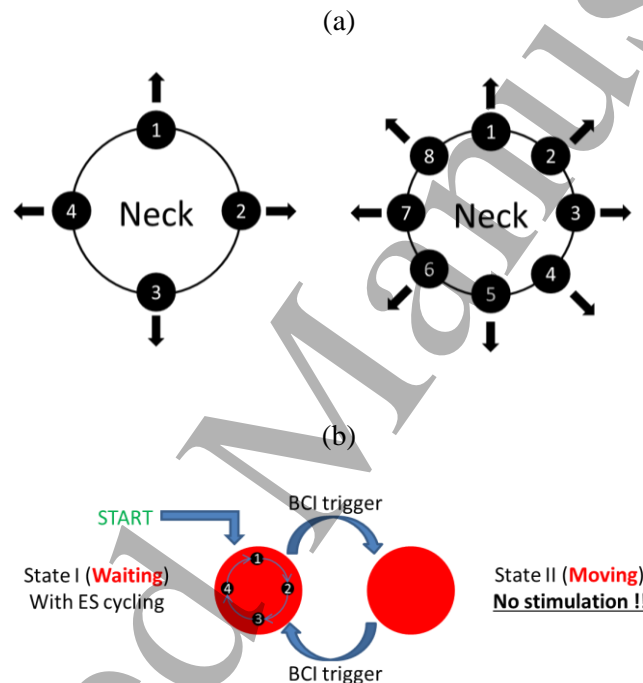 (a)
1
2
3
4
Neck
1
2
3
4
5
6
7
8
Neck
(b)
BCI trigger
START
State I (Waiting)
With ES cycling
1
2
3
4
State II (Moving)
No stimulation !!
BCI trigger